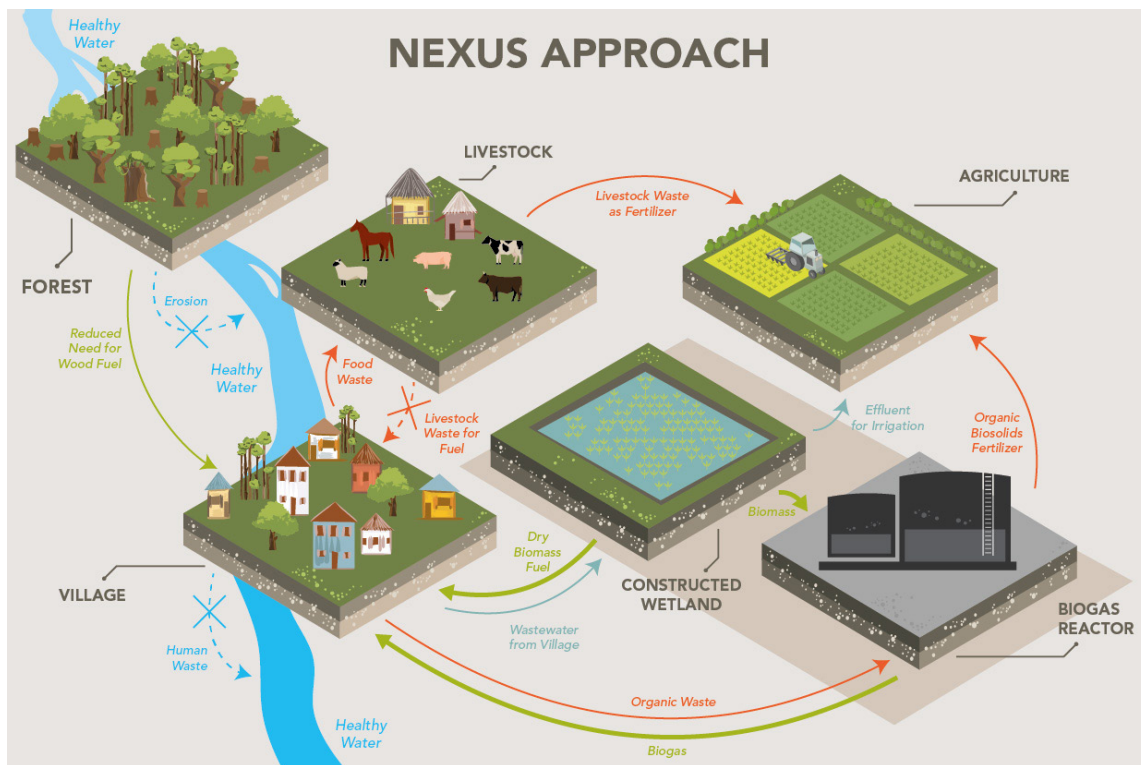 Healthy
Water
NEXUS APPROACH
LIVESTOCK
AGRICULTURE
Livestock Waste
as Fertilizer
FOREST
Erosion
Reduced
Need for
Wood Fuel
Healthy
Water
Food
Waste
Livestock
Waste for
Fuel
Effluent
for Irrigation
Organic
Biosolids
Fertilizer
Biomass
Dry
Biomass
Fuel
CONSTRUCTED
WETLAND
VILLAGE
BIOGAS
REACTOR
Wastewater
from Village
Human
Waste
Organic Waste
Healthy
Water
Biogas